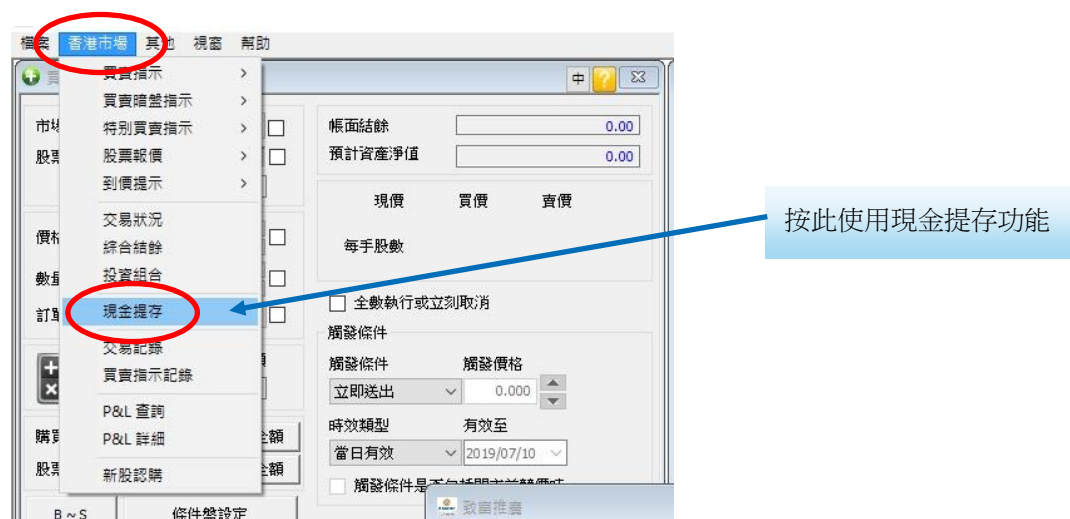 檔案 香港市場 其他 視窗 幫助
買賣指示
買賣暗盤指示
特別買賣指示
股票報價
到價提示
交易狀況
綜合結餘
投資組合
現金提存
交易記錄
買賣指示記錄
P&L 查詢
P&L 詳細
新股認購
中 ?
帳面結餘 0.00
預計資產淨值 0.00
現價 買價 賣價
每手股數
全數執行或立刻取消
觸發條件
觸發條件 觸發價格
立即送出 0.000
時效類型 有效至
當日有效 2019/07/10
B ~ S 條件盤設定
致富推廣
按此使用現金提存功能